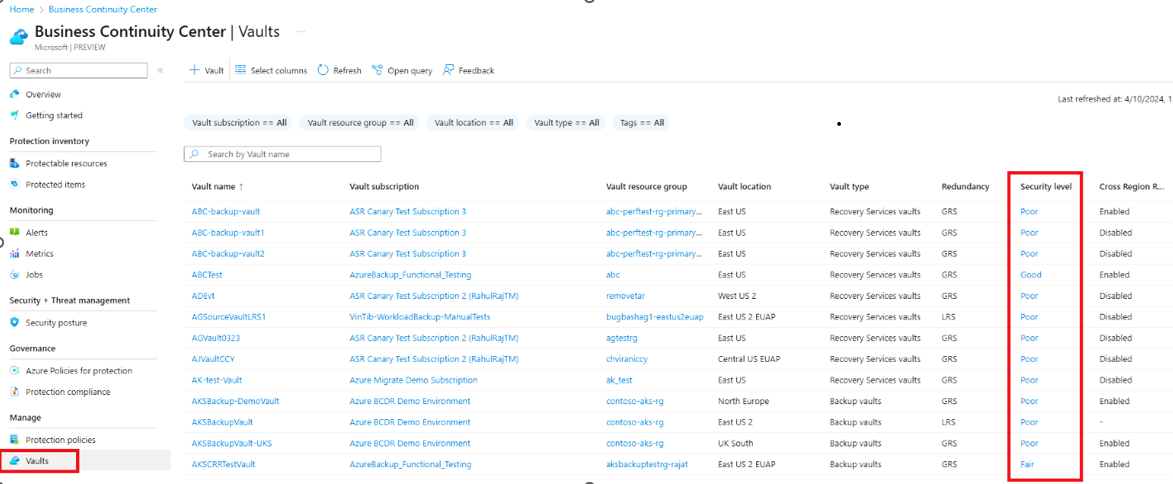 Home > Business Continuity Center
Business Continuity Center | Vaults ...
Microsoft | PREVIEW
Search «
+ Vault Select columns Refresh Open query Feedback
Overview
Getting started
Protection inventory
Protectable resources
Protected items
Monitoring
Alerts
Metrics
Jobs
Security + Threat management
Security posture
Governance
Azure Policies for protection
Protection compliance
Manage
Protection policies
Vaults
Last refreshed at: 4/10/2024, 1
Vault subscription == All Vault resource group == All Vault location == All Vault type == All Tags == All
Search by Vault name
Vault name ↑ Vault subscription Vault resource group Vault location Vault type Redundancy Security level Cross Region R...
ABC-backup-vault ASR Canary Test Subscription 3 abc-perftest-rg-primary... East US Recovery Services vaults GRS Poor Enabled
ABC-backup-vault1 ASR Canary Test Subscription 3 abc-perftest-rg-primary... East US Recovery Services vaults GRS Poor Disabled
ABC-backup-vault2 ASR Canary Test Subscription 3 abc-perftest-rg-primary... East US Recovery Services vaults GRS Poor Disabled
ABCTest AzureBackup_Functional_Testing abc East US Recovery Services vaults GRS Good Enabled
ADEvt ASR Canary Test Subscription 2 (RahulRajTM) removetar West US 2 Recovery Services vaults GRS Poor Disabled
AGSourceVaultLRS1 VinTib-WorkloadBackup-ManualTests bugbashag1-eastus2euap East US 2 EUAP Recovery Services vaults LRS Poor Disabled
AGVault0323 ASR Canary Test Subscription 2 (RahulRajTM) agtestrg East US Recovery Services vaults GRS Poor Disabled
AJVaultCCY ASR Canary Test Subscription 2 (RahulRajTM) chviraniccy Central US EUAP Recovery Services vaults GRS Poor Disabled
AK-test-Vault Azure Migrate Demo Subscription ak_test East US Recovery Services vaults GRS Poor Disabled
AKSBackup-DemoVault Azure BCDR Demo Environment contoso-aks-rg North Europe Backup vaults GRS Poor Enabled
AKSBackupVault Azure BCDR Demo Environment contoso-aks-rg East US 2 Backup vaults LRS Poor -
AKSBackupVault-UKS Azure BCDR Demo Environment contoso-aks-rg UK South Backup vaults GRS Poor Enabled
AKSCRRTestVault AzureBackup_Functional_Testing aksbackuptestrg-rajat East US 2 EUAP Backup vaults GRS Fair Enabled